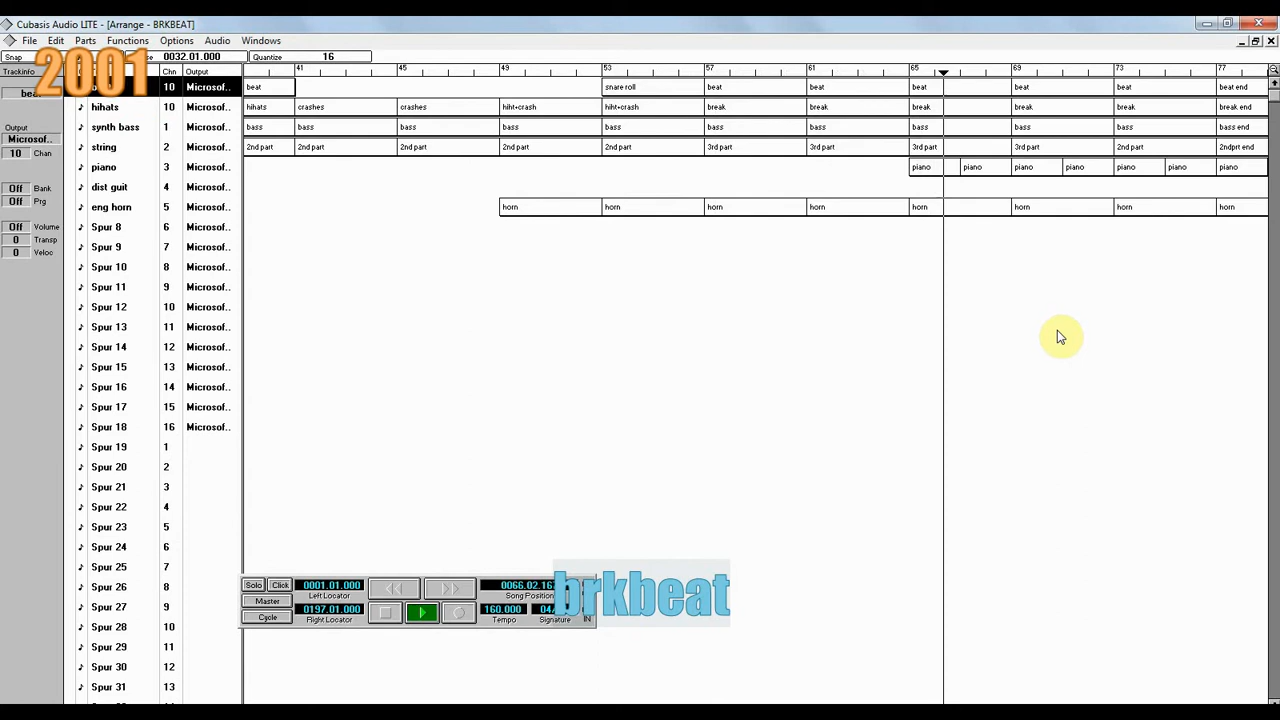 Cubasis Audio LITE - [Arrange - BRKBEAT]
File Edit Parts Functions Options Audio Windows
Snap 0032.01.000 Quantize 16
2001
Trackinfo Chn Output 41 45 49 53 57 61 65 69 73 77
10 Microsof.. beat snare roll beat beat beat beat beat beat end
hihats 10 Microsof.. hihats crashes crashes hiht+crash hiht+crash break break break break break break end
synth bass 1 Microsof.. bass bass bass bass bass bass bass bass bass bass bass end
string 2 Microsof.. 2nd part 2nd part 2nd part 2nd part 2nd part 3rd part 3rd part 3rd part 3rd part 2nd part 2ndprt end
piano 3 Microsof.. piano piano piano piano piano piano piano
dist guit 4 Microsof..
eng horn 5 Microsof.. horn horn horn horn horn horn horn horn
Spur 8 6 Microsof..
Spur 9 7 Microsof..
Spur 10 8 Microsof..
Spur 11 9 Microsof..
Spur 12 10 Microsof..
Spur 13 11 Microsof..
Spur 14 12 Microsof..
Spur 15 13 Microsof..
Spur 16 14 Microsof..
Spur 17 15 Microsof..
Spur 18 16 Microsof..
Spur 19 1
Spur 20 2
Spur 21 3
Spur 22 4
Spur 23 5
Spur 24 6
Spur 25 7
Spur 26 8
Spur 27 9
Spur 28 10
Spur 29 11
Spur 30 12
Spur 31 13
Output
Microsof..
10 Chan
Off Bank
Off Prg
Off Volume
0 Transp
0 Veloc
Solo Click 0001.01.000
Left Locator Song Position
Master
0197.01.000 160.000
Cycle Right Locator Tempo Signature IN
brkbeat